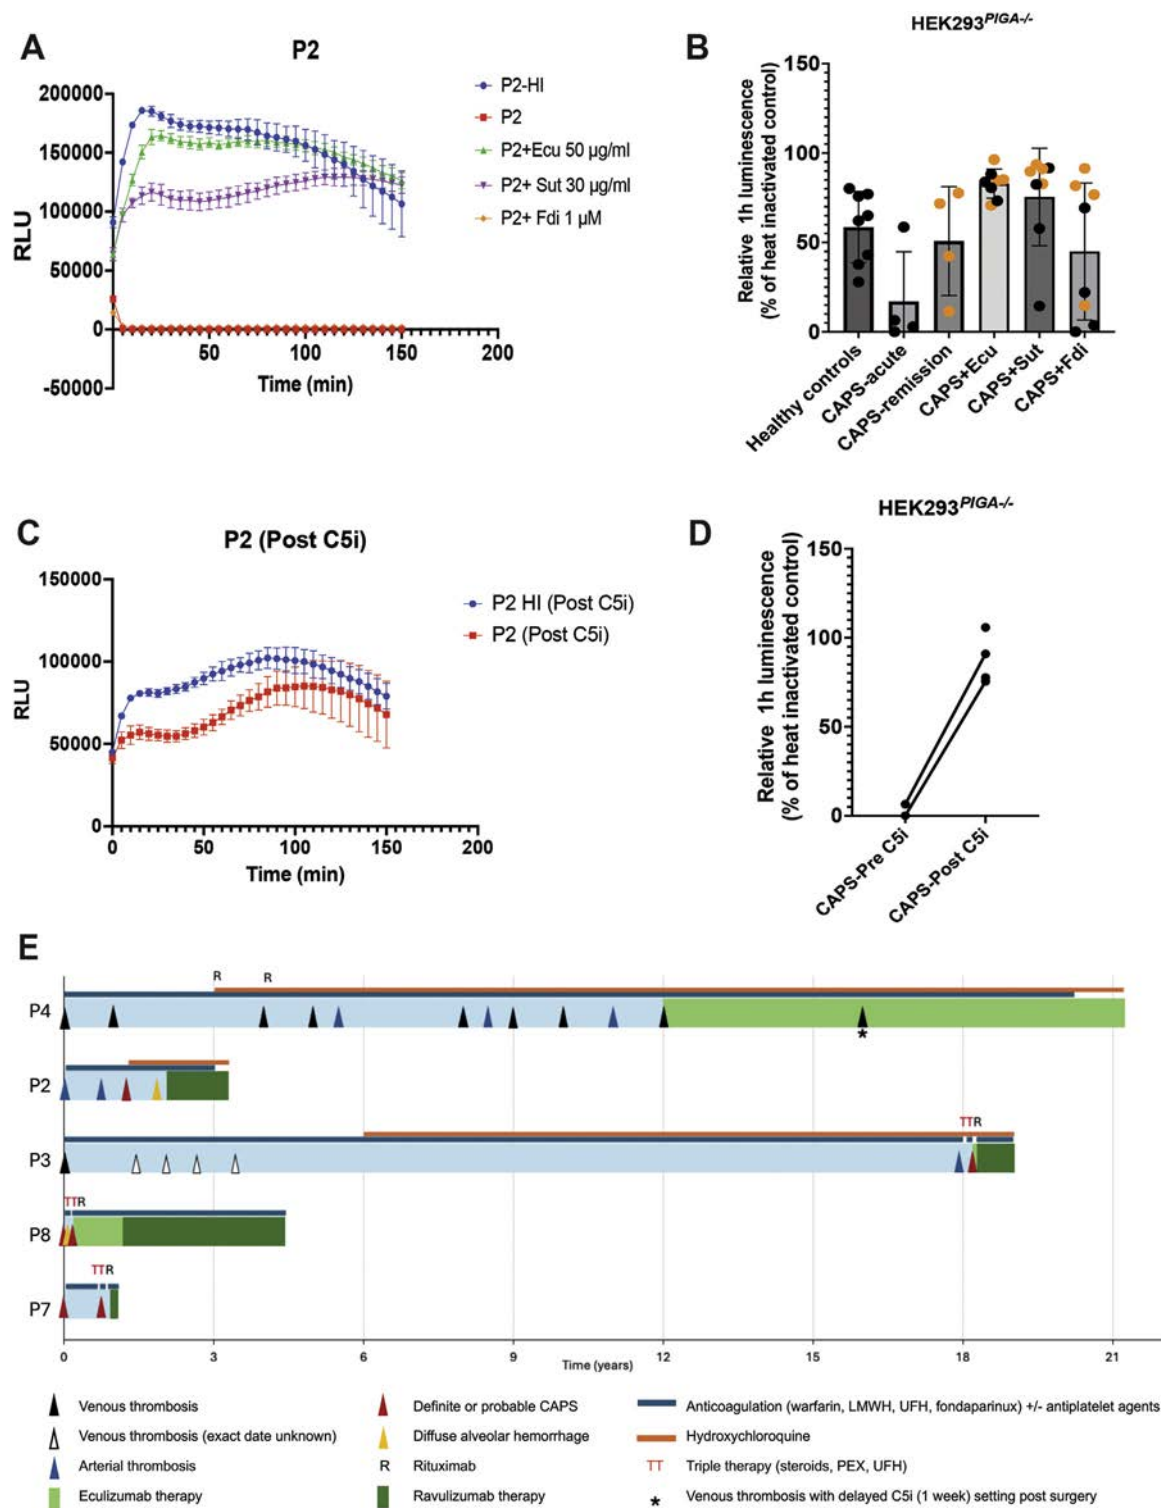 A
P2
200000
150000
100000
50000
0
-50000
RLU
50
100
150
200
Time (min)
P2-HI
P2
P2+Ecu 50 µg/ml
P2+ Sut 30 µg/ml
P2+ Fdi 1 µM
B
HEK293PIGA-/-
Relative 1h luminescence
(% of heat inactivated control)
150
100
50
0
Healthy controls
CAPS-acute
CAPS-remission
CAPS+Ecu
CAPS+Sut
CAPS+Fdi
C
P2 (Post C5i)
150000
100000
50000
0
RLU
0
50
100
150
200
Time (min)
P2 HI (Post C5i)
P2 (Post C5i)
D
HEK293PIGA-/-
Relative 1h luminescence
(% of heat inactivated control)
150
100
50
0
CAPS-Pre C5i
CAPS-Post C5i
E
R R
P4
*
P2
TTR
P3
TTR
P8
TTR
P7
0 3 6 9 12 15 18 21
Time (years)
Venous thrombosis
Definite or probable CAPS
Anticoagulation (warfarin, LMWH, UFH, fondaparinux) +/- antiplatelet agents
Venous thrombosis (exact date unknown)
Diffuse alveolar hemorrhage
Hydroxychloroquine
Arterial thrombosis
R Rituximab
TT Triple therapy (steroids, PEX, UFH)
Eculizumab therapy
Ravulizumab therapy
* Venous thrombosis with delayed C5i (1 week) setting post surgery